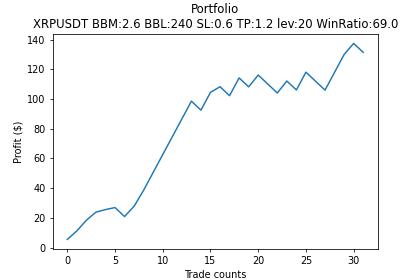 Portfolio
XRPUSDT BBM:2.6 BBL:240 SL:0.6 TP:1.2 lev:20 WinRatio:69.0
140
120
100
80
60
40
20
0
Profit ($)
0 5 10 15 20 25 30
Trade counts